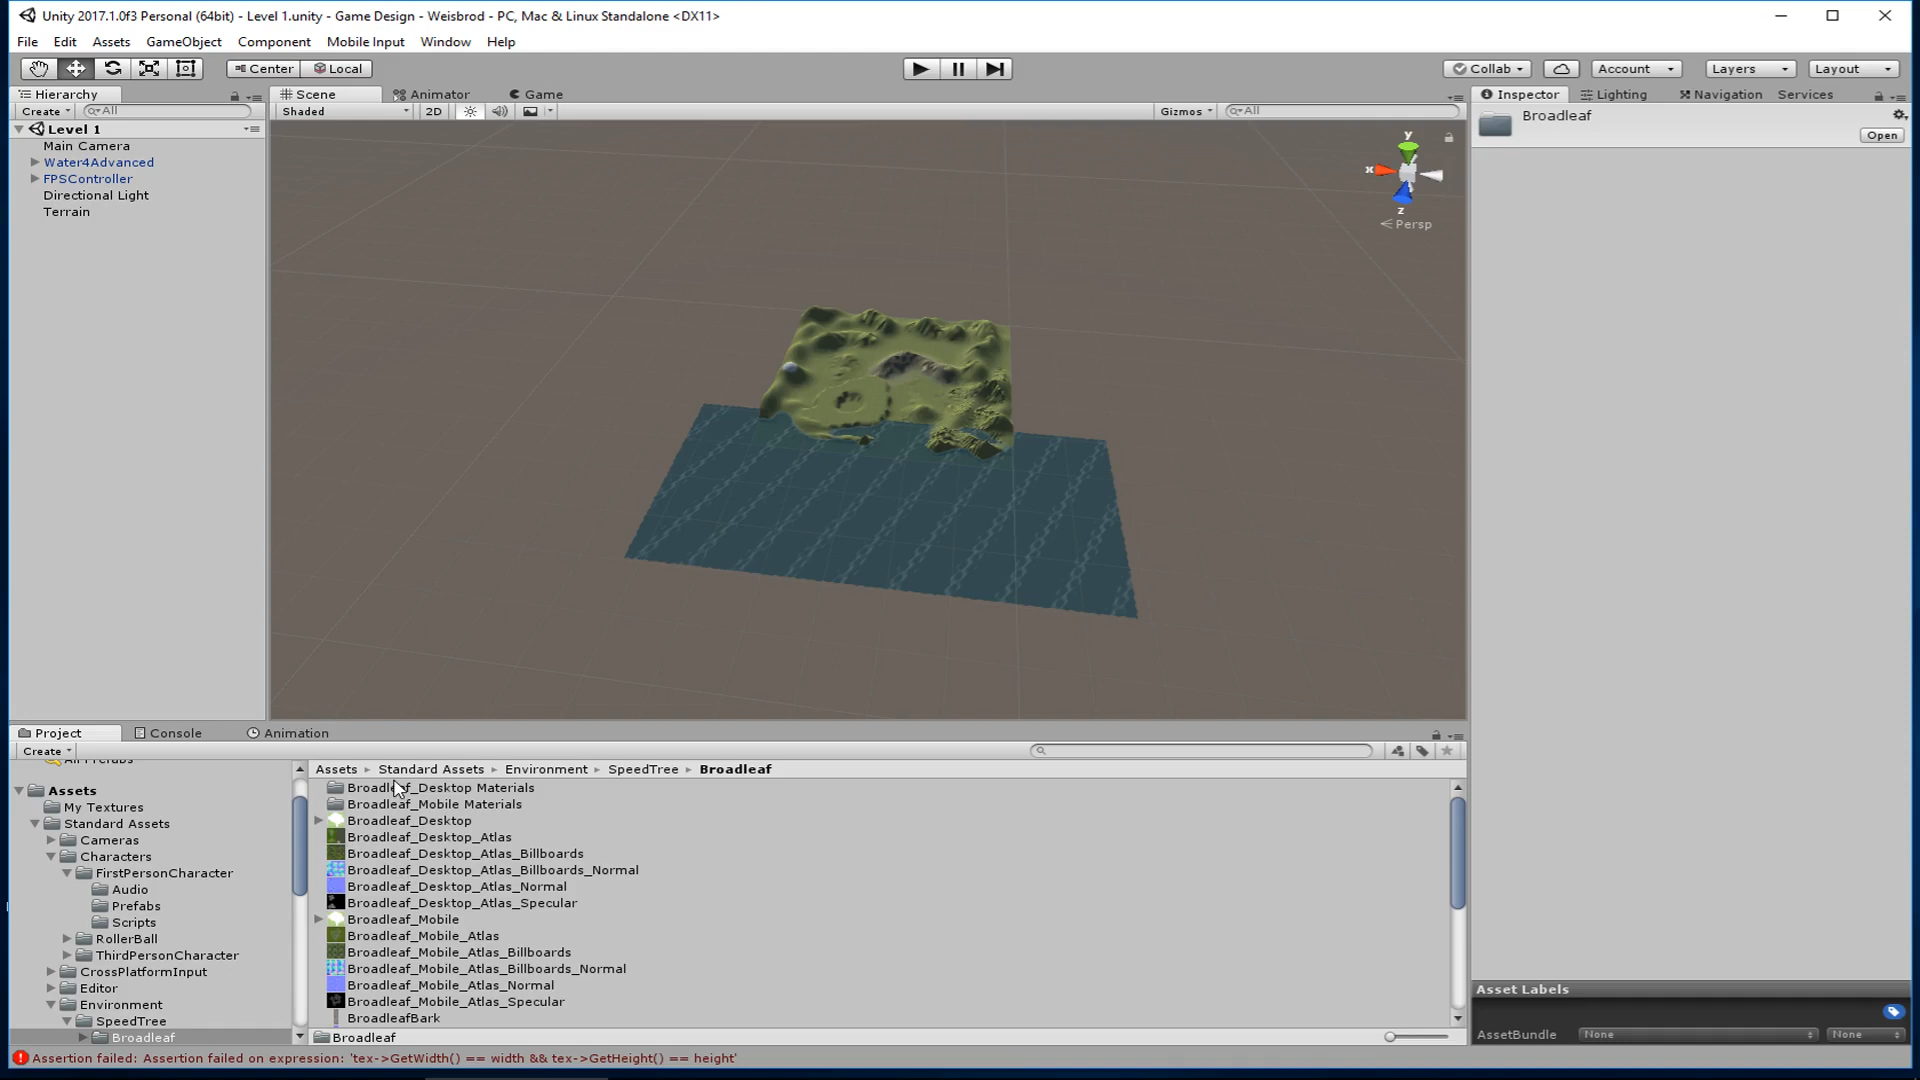 Unity 2017.1.0f3 Personal (64bit) - Level 1.unity - Game Design - Weisbrod - PC, Mac & Linux Standalone <DX11>
File Edit Assets GameObject Component Mobile Input Window Help
Center Local Collab Account Layers Layout
Hierarchy Scene Animator Game Inspector Lighting Navigation Services
Create All Shaded 2D Gizmos All Broadleaf
Open
Level 1
Main Camera
Water4Advanced
FPSController
Directional Light
Terrain
y
x
z
Persp
Project Console Animation
Create
All Prefabs
Assets Standard Assets Environment SpeedTree Broadleaf
Assets
My Textures
Standard Assets
Cameras
Characters
FirstPersonCharacter
Audio
Prefabs
Scripts
RollerBall
ThirdPersonCharacter
CrossPlatformInput
Editor
Environment
SpeedTree
Broadleaf
Broadleaf_Desktop Materials
Broadleaf_Mobile Materials
Broadleaf_Desktop
Broadleaf_Desktop_Atlas
Broadleaf_Desktop_Atlas_Billboards
Broadleaf_Desktop_Atlas_Billboards_Normal
Broadleaf_Desktop_Atlas_Normal
Broadleaf_Desktop_Atlas_Specular
Broadleaf_Mobile
Broadleaf_Mobile_Atlas
Broadleaf_Mobile_Atlas_Billboards
Broadleaf_Mobile_Atlas_Billboards_Normal
Broadleaf_Mobile_Atlas_Normal
Broadleaf_Mobile_Atlas_Specular
BroadleafBark
Broadleaf
Asset Labels
AssetBundle None None
Assertion failed: Assertion failed on expression: 'tex->GetWidth() == width && tex->GetHeight() == height'